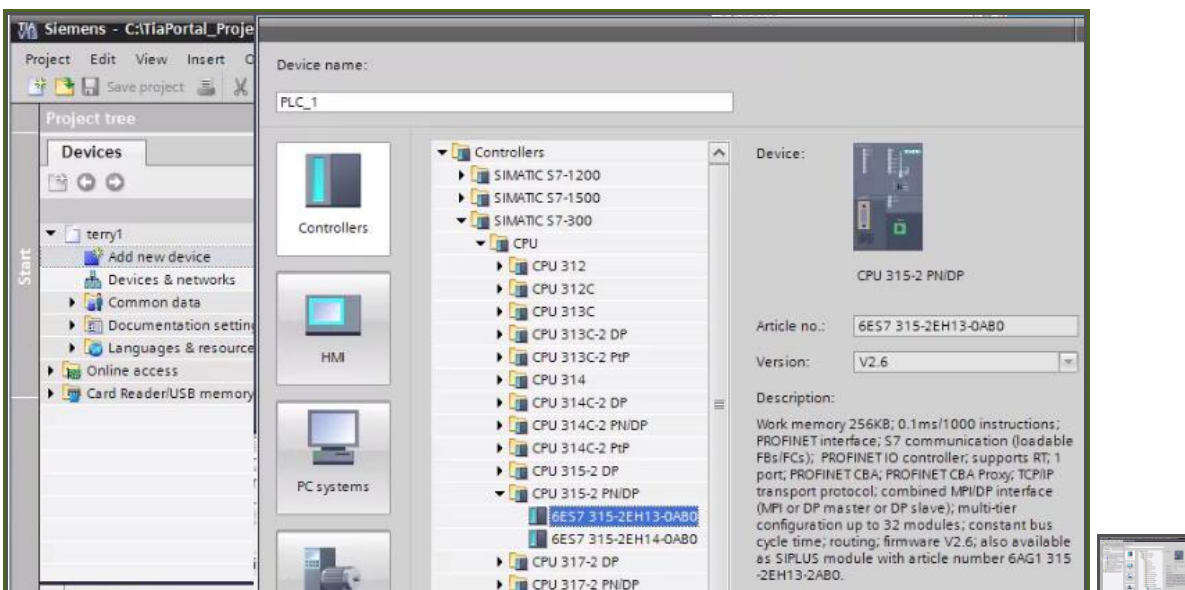 Siemens - C:\TiaPortal_Proje
Project Edit View Insert O
Save project
Project tree
Devices
Start
terry1
Add new device
Devices & networks
Common data
Documentation setting
Languages & resource
Online access
Card Reader/USB memory
Device name:
PLC_1
Controllers
HMI
PC systems
Controllers
SIMATIC S7-1200
SIMATIC S7-1500
SIMATIC S7-300
CPU
CPU 312
CPU 312C
CPU 313C
CPU 313C-2 DP
CPU 313C-2 PtP
CPU 314
CPU 314C-2 DP
CPU 314C-2 PN/DP
CPU 314C-2 PtP
CPU 315-2 DP
CPU 315-2 PN/DP
6ES7 315-2EH13-0AB0
6ES7 315-2EH14-0AB0
CPU 317-2 DP
CPU 317-2 PN/DP
Device:
CPU 315-2 PN/DP
Article no.: 6ES7 315-2EH13-0AB0
Version: V2.6
Description:
Work memory 256KB; 0.1ms/1000 instructions;
PROFINET interface; S7 communication (loadable
FBs/FCs); PROFINET IO controller; supports RT; 1
port; PROFINET CBA; PROFINET CBA Proxy; TCP/IP
transport protocol; combined MPI/DP interface
(MPI or DP master or DP slave); multi-tier
configuration up to 32 modules; constant bus
cycle time; routing; firmware V2.6; also available
as SIPLUS module with article number 6AG1 315
-2EH13-2AB0.